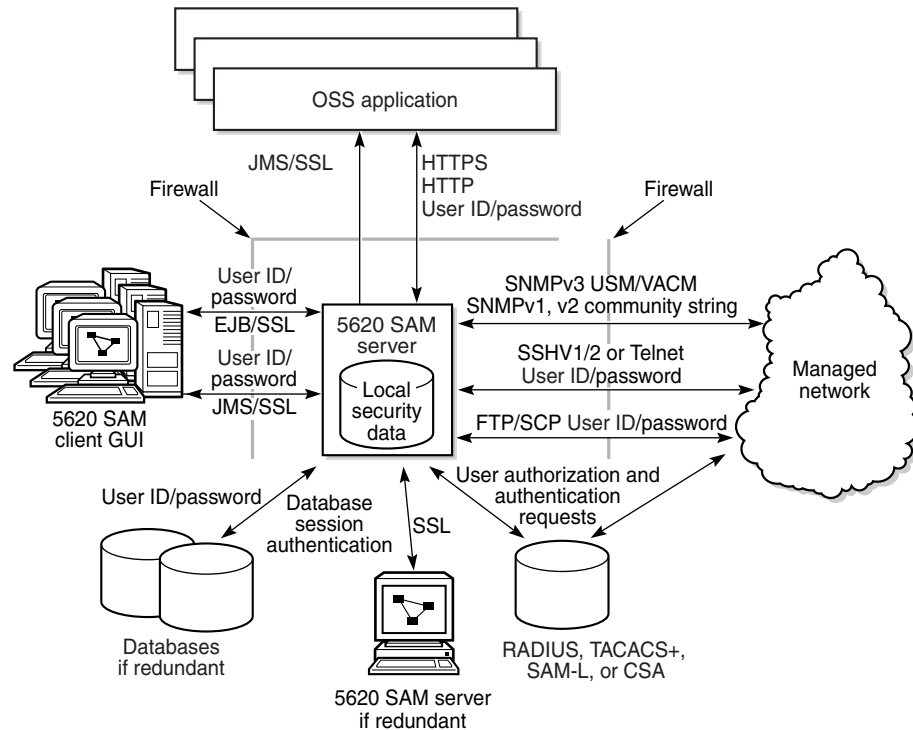 OSS application
JMS/SSL
HTTPS
HTTP
User ID/password
Firewall
Firewall
User ID/
password
EJB/SSL
User ID/
password
JMS/SSL
5620 SAM
client GUI
5620 SAM
server
Local
security
data
SNMPv3 USM/VACM
SNMPv1, v2 community string
SSHV1/2 or Telnet
User ID/password
FTP/SCP User ID/password
Managed
network
User ID/password
Database
session
authentication
SSL
User authorization and
authentication
requests
Databases
if redundant
5620 SAM server
if redundant
RADIUS, TACACS+,
SAM-L, or CSA